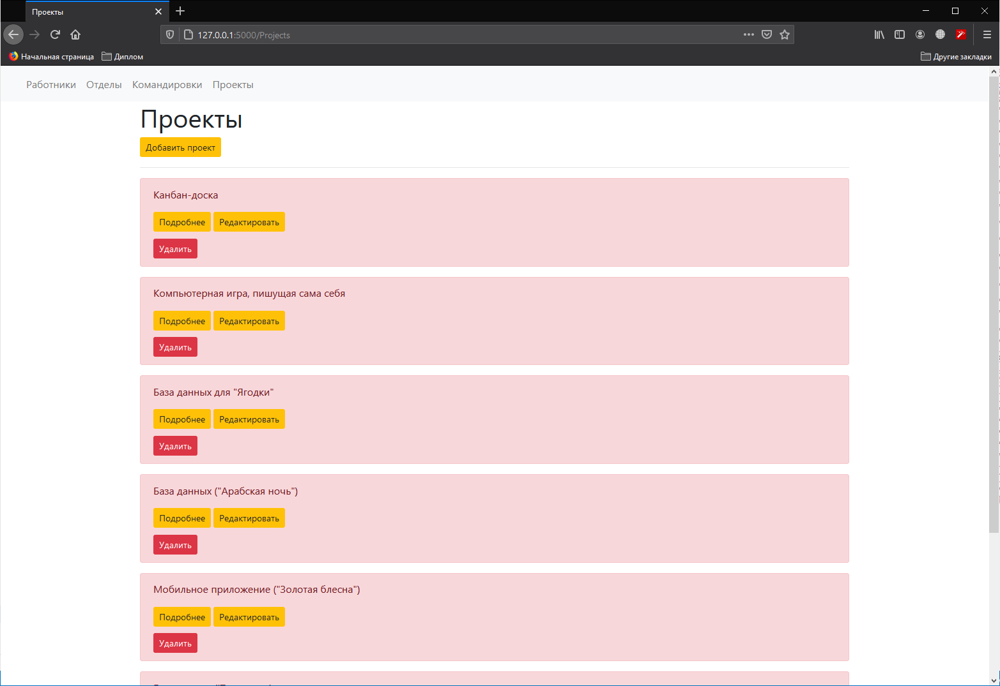 Проекты
127.0.0.1:5000/Projects
Начальная страница Диплом Другие закладки
Работники Отделы Командировки Проекты
Проекты
Добавить проект
Канбан-доска
Подробнее Редактировать
Удалить
Компьютерная игра, пишущая сама себя
Подробнее Редактировать
Удалить
База данных для "Ягодки"
Подробнее Редактировать
Удалить
База данных ("Арабская ночь")
Подробнее Редактировать
Удалить
Мобильное приложение ("Золотая блесна")
Подробнее Редактировать
Удалить